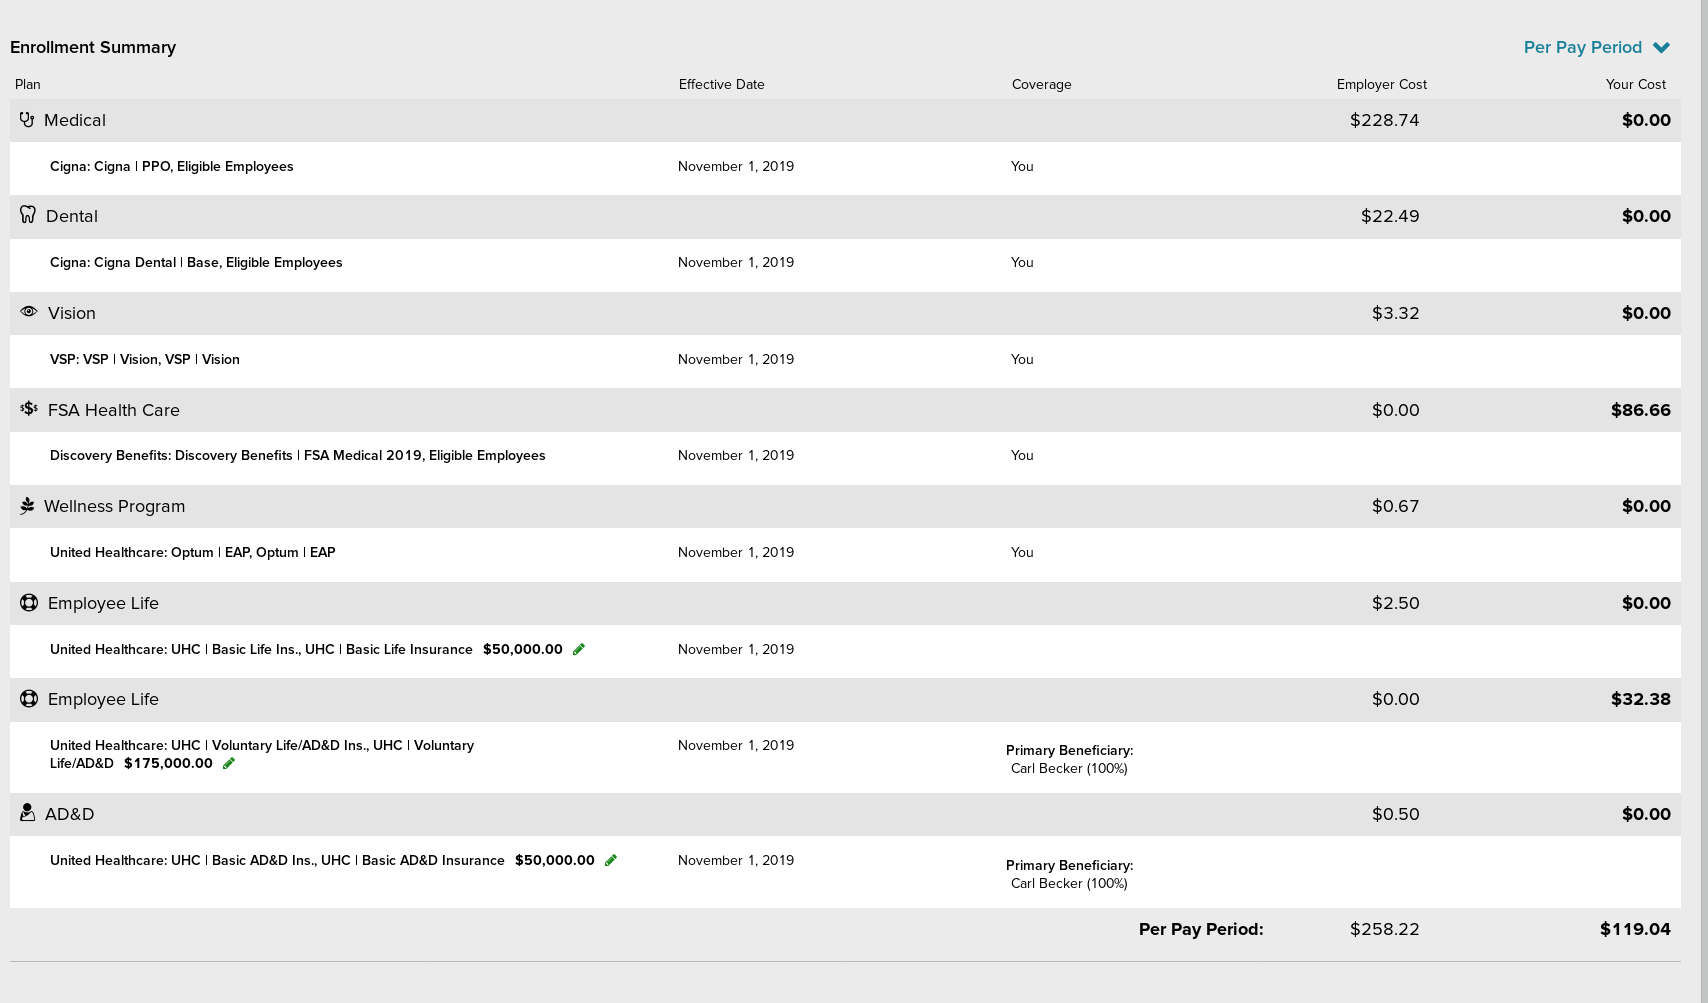 Enrollment Summary Per Pay Period
Plan Effective Date Coverage Employer Cost Your Cost
Medical $228.74 $0.00
Cigna: Cigna | PPO, Eligible Employees November 1, 2019 You
Dental $22.49 $0.00
Cigna: Cigna Dental | Base, Eligible Employees November 1, 2019 You
Vision $3.32 $0.00
VSP: VSP | Vision, VSP | Vision November 1, 2019 You
FSA Health Care $0.00 $86.66
Discovery Benefits: Discovery Benefits | FSA Medical 2019, Eligible Employees November 1, 2019 You
Wellness Program $0.67 $0.00
United Healthcare: Optum | EAP, Optum | EAP November 1, 2019 You
Employee Life $2.50 $0.00
United Healthcare: UHC | Basic Life Ins., UHC | Basic Life Insurance $50,000.00 November 1, 2019
Employee Life $0.00 $32.38
United Healthcare: UHC | Voluntary Life/AD&D Ins., UHC | Voluntary November 1, 2019 Primary Beneficiary:
Life/AD&D $175,000.00 Carl Becker (100%)
AD&D $0.50 $0.00
United Healthcare: UHC | Basic AD&D Ins., UHC | Basic AD&D Insurance $50,000.00 November 1, 2019 Primary Beneficiary:
Carl Becker (100%)
Per Pay Period: $258.22 $119.04